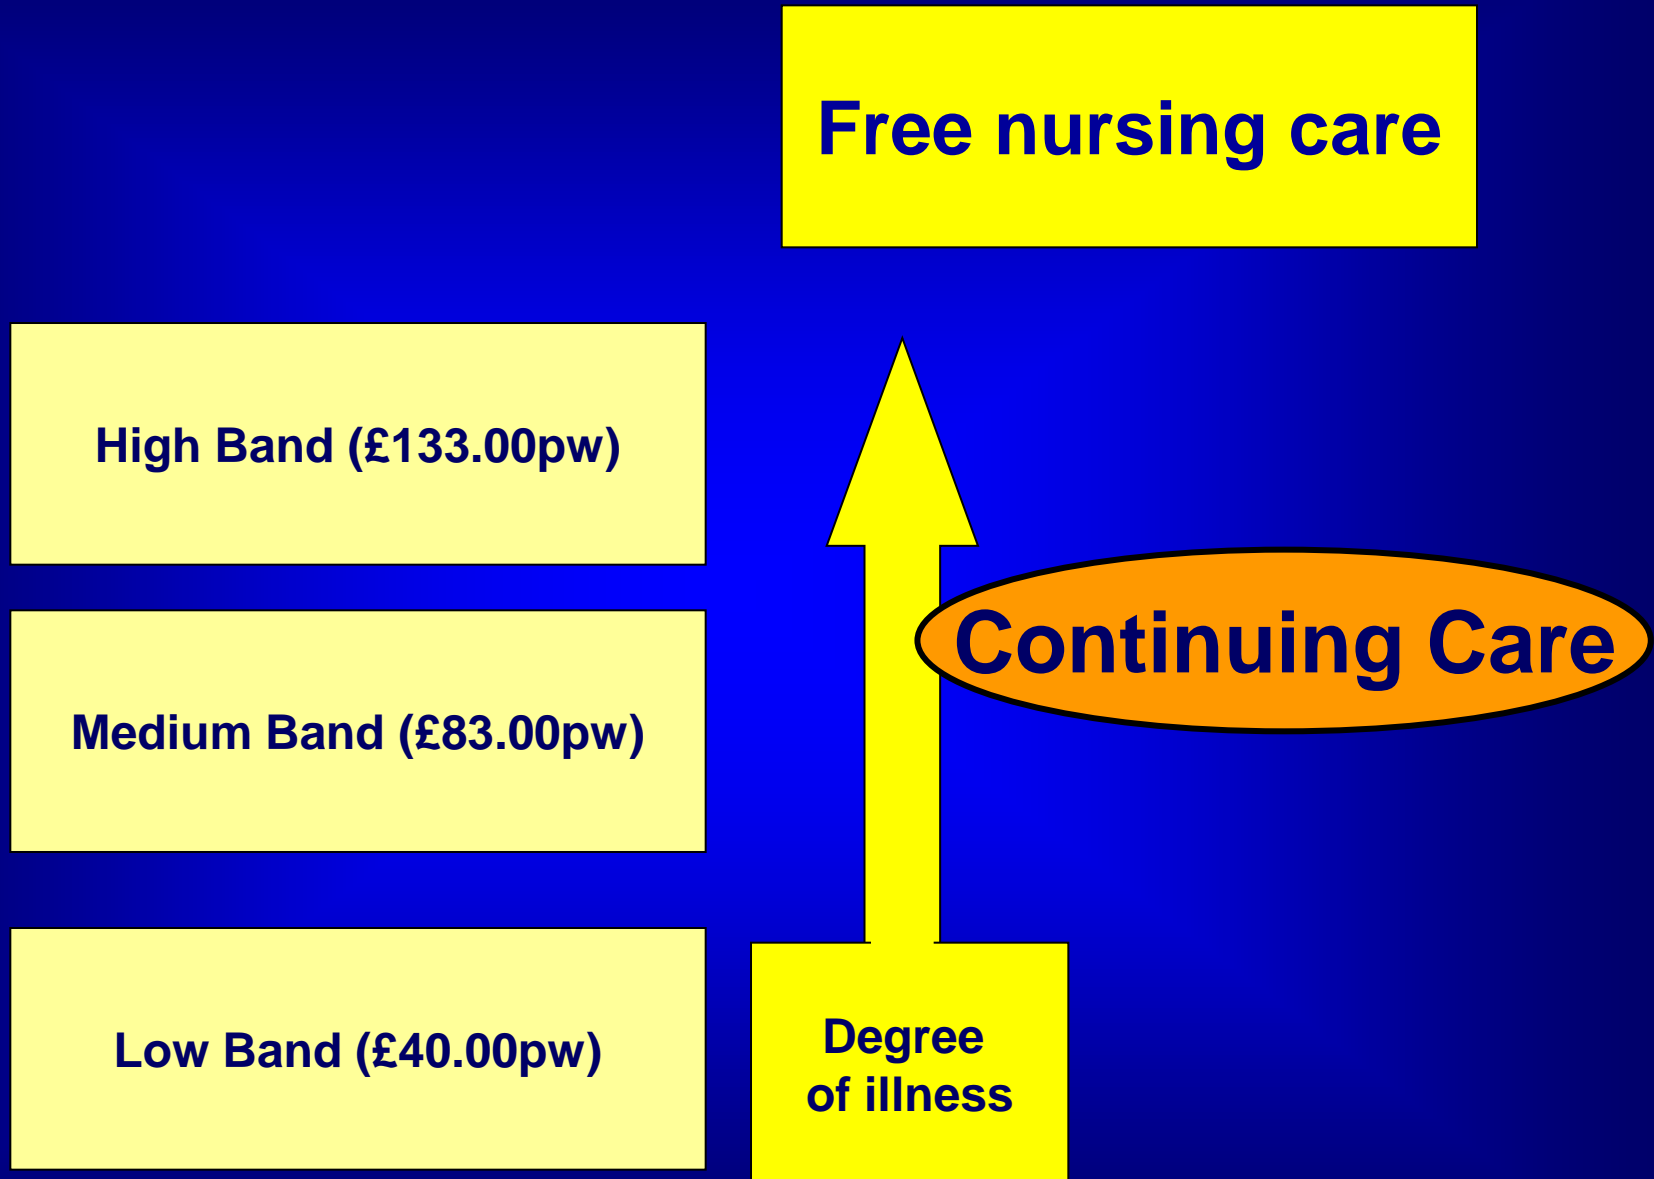 Free nursing care
High Band (£133.00pw)
Continuing Care
Medium Band (£83.00pw)
Low Band (£40.00pw)
Degree
of illness